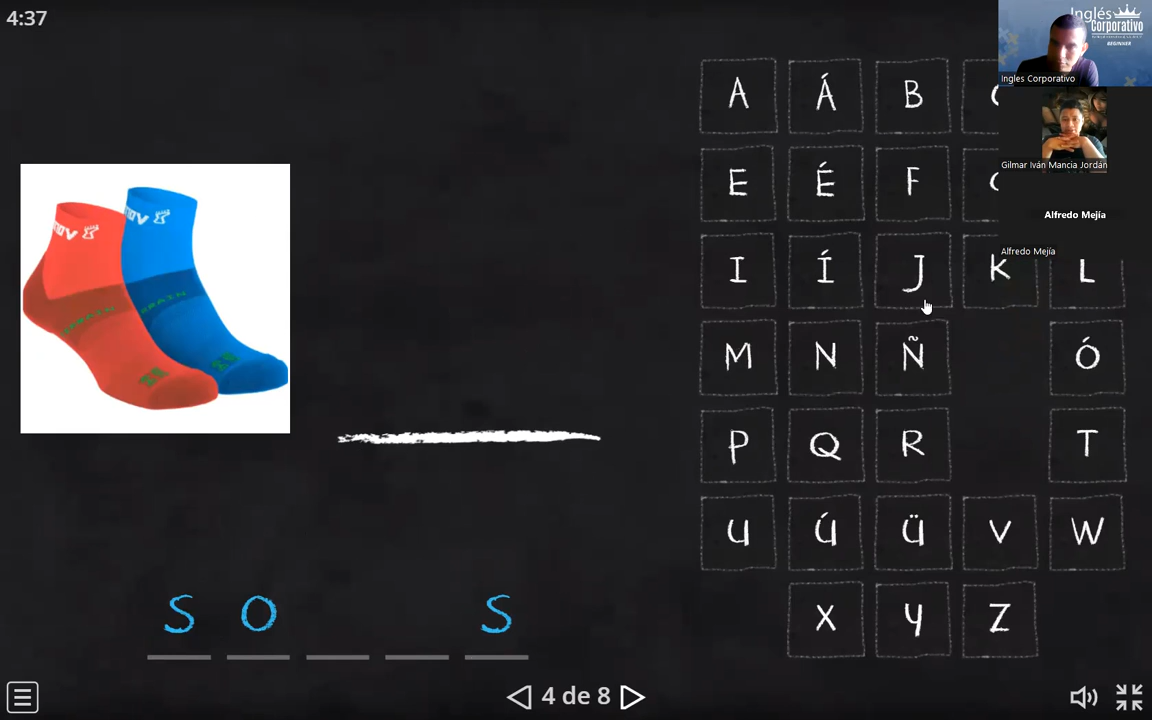 4:37
Inglés
Corporativo
BEGINNER
Ingles Corporativo
Gilmar Iván Mancia Jordán
Alfredo Mejía
Alfredo Mejía
A Á B
E É F
I Í J K L
M N Ñ Ó
P Q R T
U Ú Ü V W
X Y Z
S O S
4 de 8